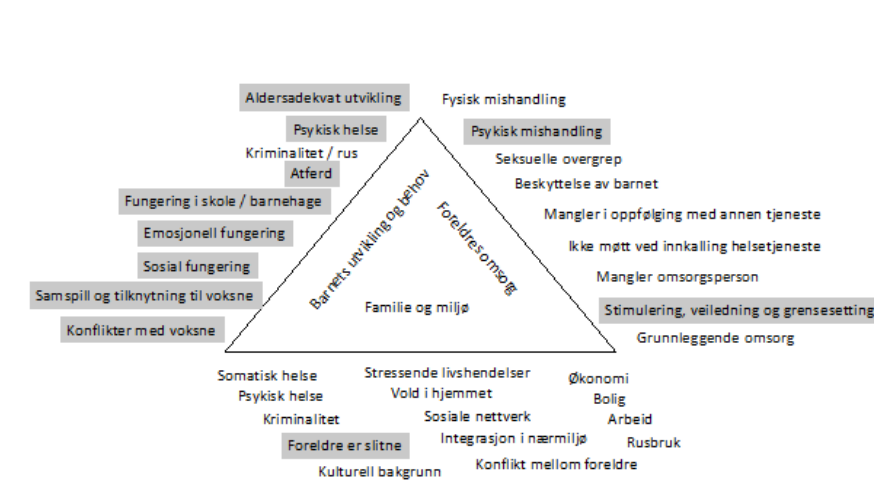 Aldersadekvat utvikling
Psykisk helse
Kriminalitet / rus
Atferd
Fungering i skole / barnehage
Emosjonell fungering
Sosial fungering
Samspill og tilknytning til voksne
Konflikter med voksne
Barnets utvikling og behov
Foreldres omsorg
Familie og miljø
Fysisk mishandling
Psykisk mishandling
Seksuelle overgrep
Beskyttelse av barnet
Mangler i oppfølging med annen tjeneste
Ikke møtt ved innkalling helsetjeneste
Mangler omsorgsperson
Stimulering, veiledning og grensesetting
Grunnleggende omsorg
Somatisk helse
Psykisk helse
Kriminalitet
Foreldre er slitne
Kulturell bakgrunn
Stressende livshendelser
Vold i hjemmet
Sosiale nettverk
Integrasjon i nærmiljø
Konflikt mellom foreldre
Økonomi
Bolig
Arbeid
Rusbruk